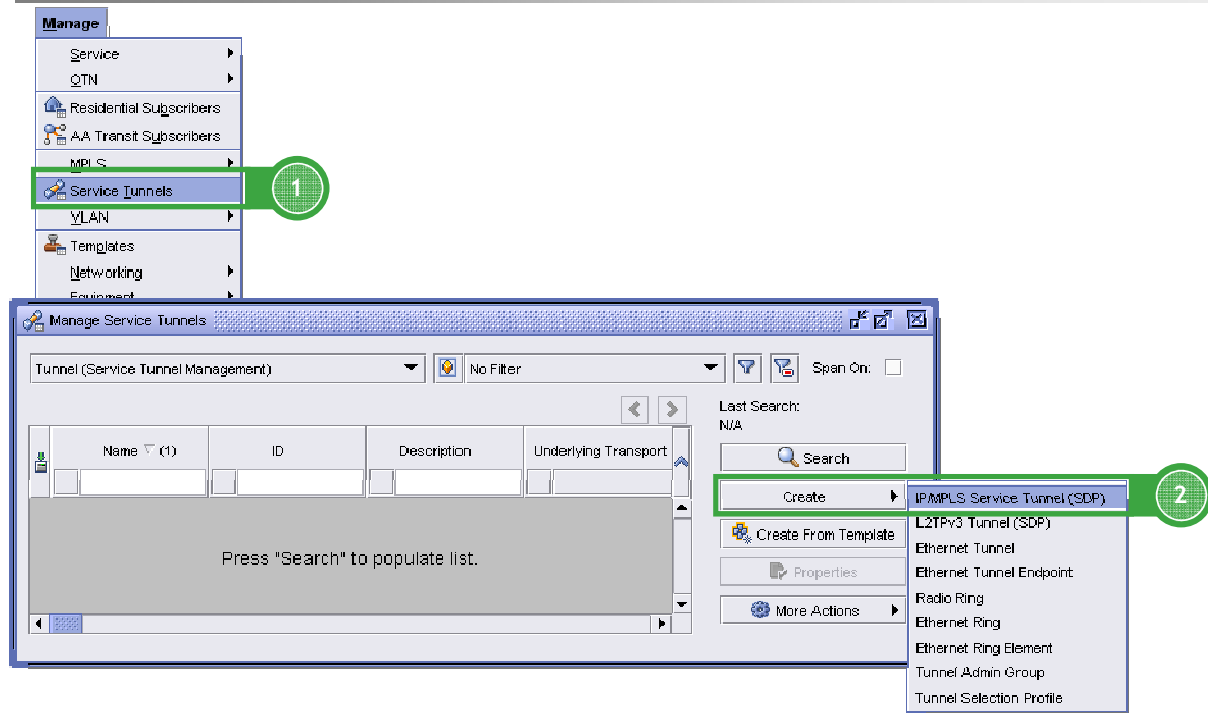 Manage
Service
OTN
Residential Subscribers
AA Transit Subscribers
MPLS
Service Tunnels
1
VLAN
Templates
Networking
Equipment
Manage Service Tunnels
Tunnel (Service Tunnel Management)
No Filter
Span On:
Last Search:
N/A
Name (1)
ID
Description
Underlying Transport
Search
Create
IP/MPLS Service Tunnel (SDP)
2
L2TPv3 Tunnel (SDP)
Create From Template
Ethernet Tunnel
Press "Search" to populate list.
Properties
Ethernet Tunnel Endpoint
Radio Ring
More Actions
Ethernet Ring
Ethernet Ring Element
Tunnel Admin Group
Tunnel Selection Profile